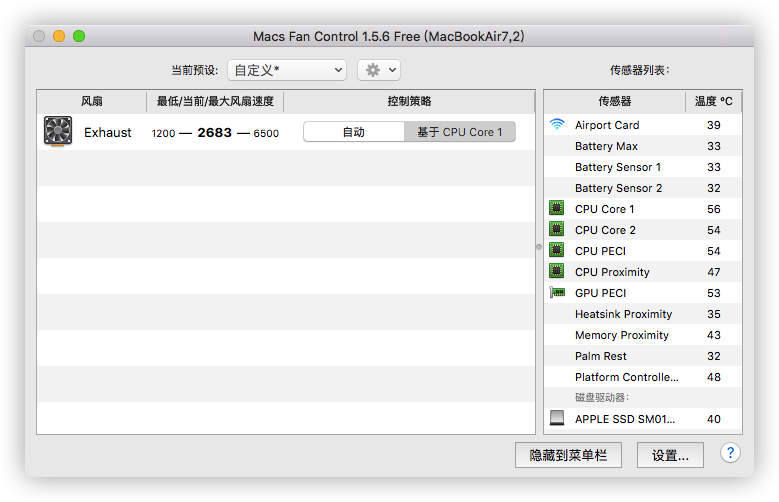 Macs Fan Control 1.5.6 Free (MacBookAir7,2)
当前预设: 自定义* 传感器列表:
风扇 最低/当前/最大风扇速度 控制策略 传感器 温度 °C
Exhaust 1200 — 2683 — 6500 自动 基于 CPU Core 1
Airport Card 39
Battery Max 33
Battery Sensor 1 33
Battery Sensor 2 32
CPU Core 1 56
CPU Core 2 54
CPU PECI 54
CPU Proximity 47
GPU PECI 53
Heatsink Proximity 35
Memory Proximity 43
Palm Rest 32
Platform Controlle... 48
磁盘驱动器:
APPLE SSD SM01... 40
隐藏到菜单栏 设置... ?